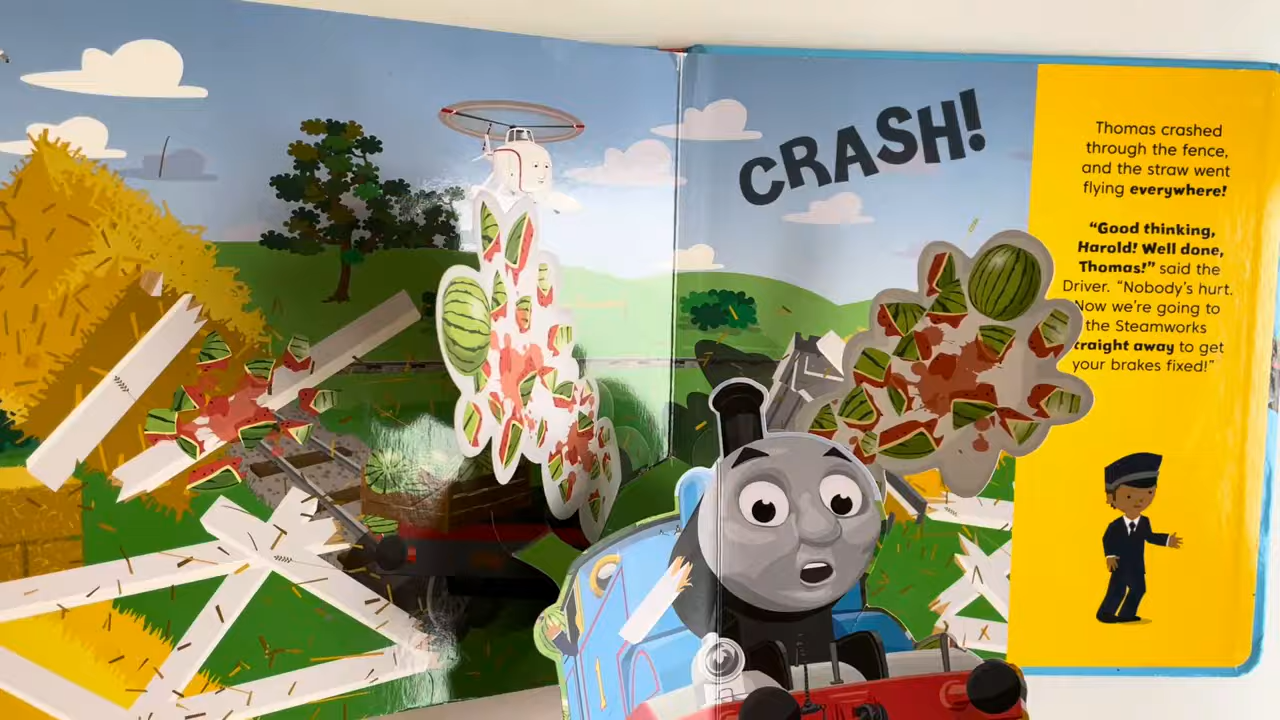 CRASH!
Thomas crashed
through the fence,
and the straw went
flying everywhere!
“Good thinking,
Harold! Well done,
Thomas!” said the
Driver. “Nobody’s hurt.
Now we’re going to
the Steamworks
traight away to get
your brakes fixed!”